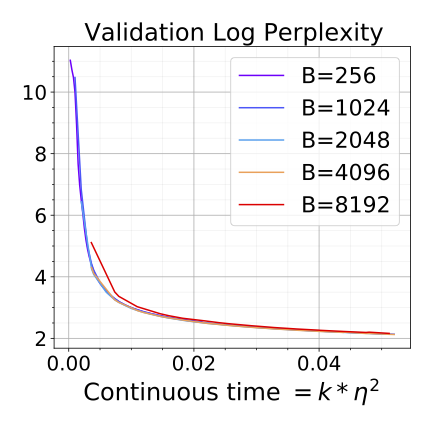 Validation Log Perplexity
10
8
6
4
2
B=256
B=1024
B=2048
B=4096
B=8192
0.00
0.02
0.04
Continuous time = k * η²